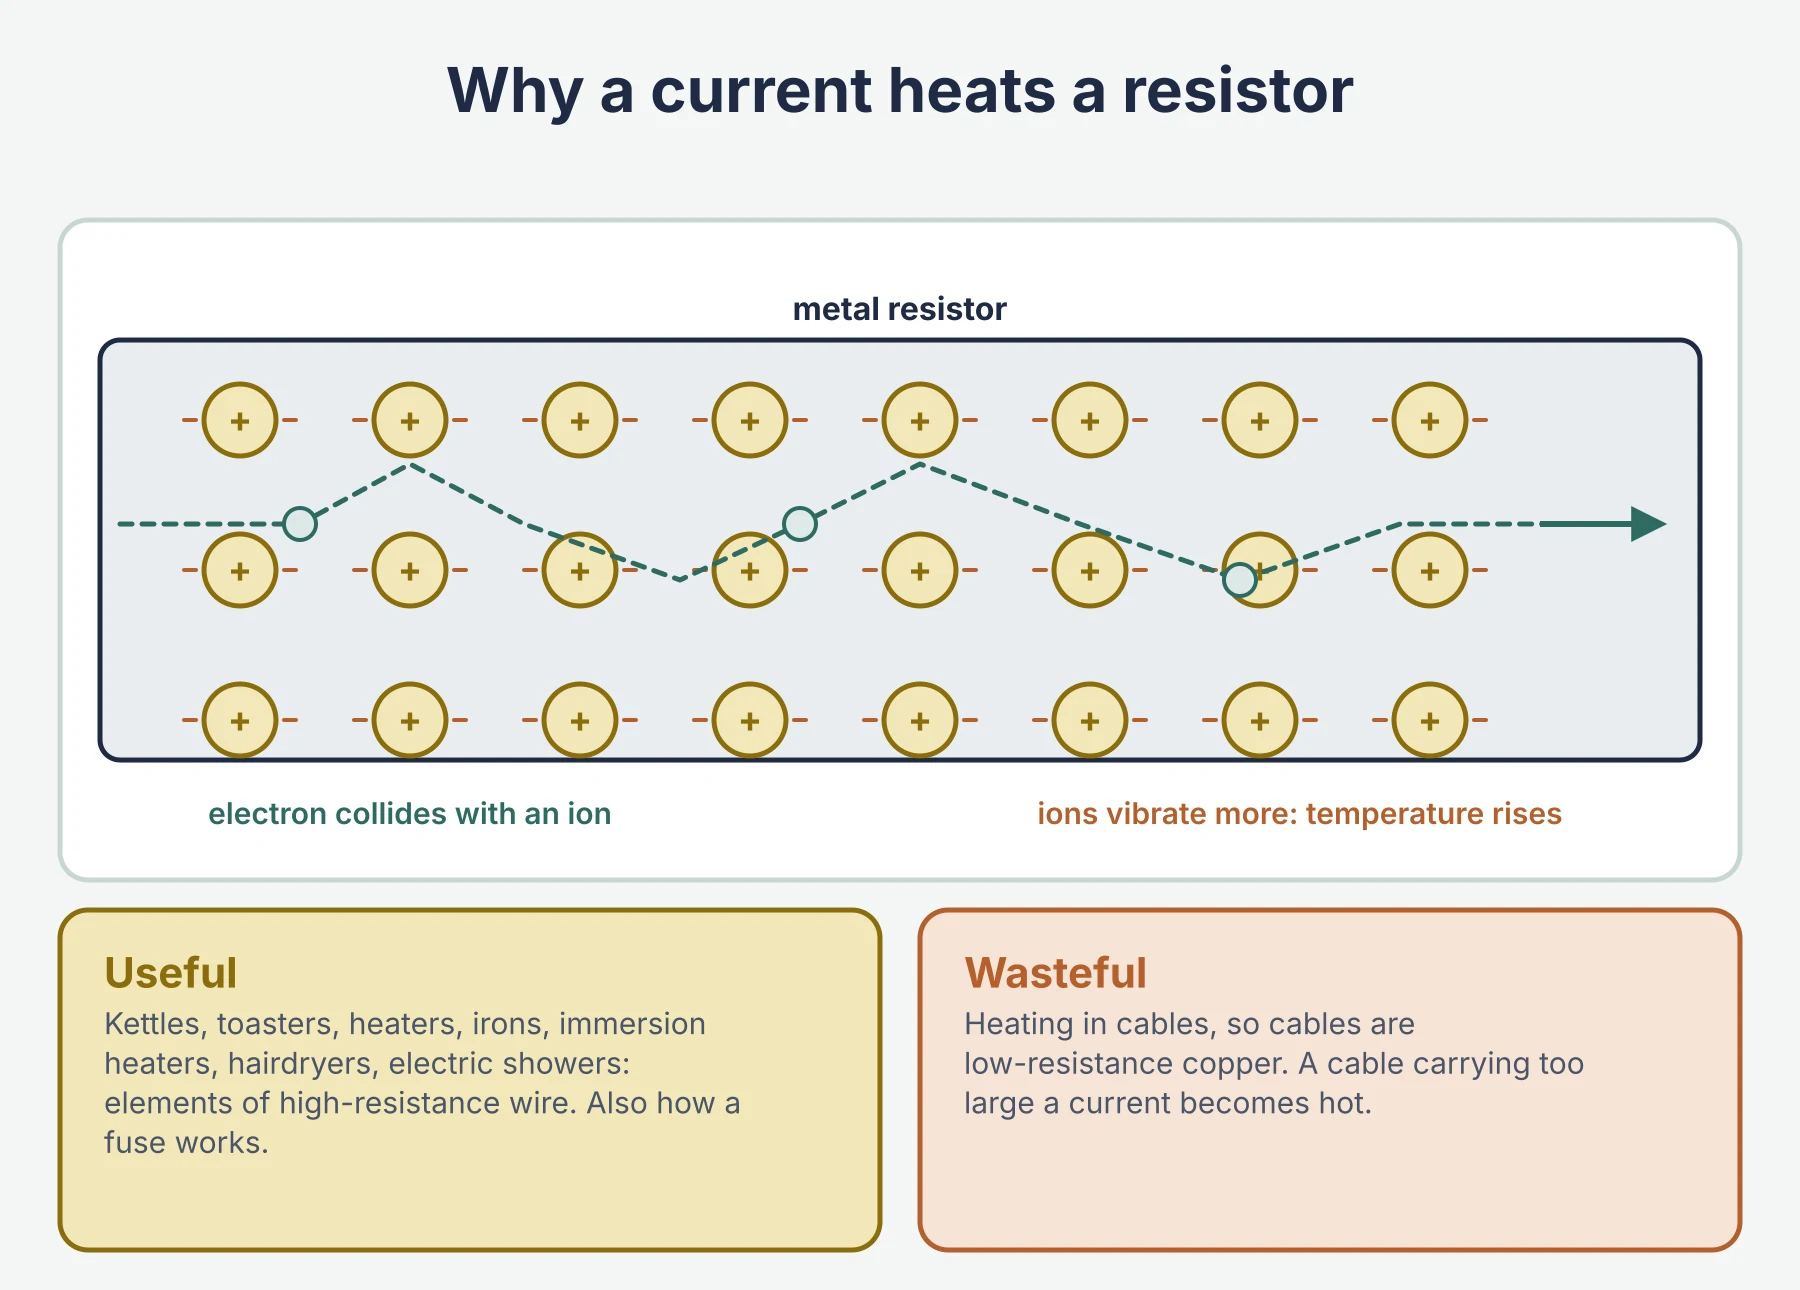 Why a current heats a resistor
metal resistor
+ + + + + + + +
+ + + + + + + +
+ + + + + + + +
electron collides with an ion
ions vibrate more: temperature rises
Useful
Kettles, toasters, heaters, irons, immersion
heaters, hairdryers, electric showers:
elements of high-resistance wire. Also how a
fuse works.
Wasteful
Heating in cables, so cables are
low-resistance copper. A cable carrying too
large a current becomes hot.